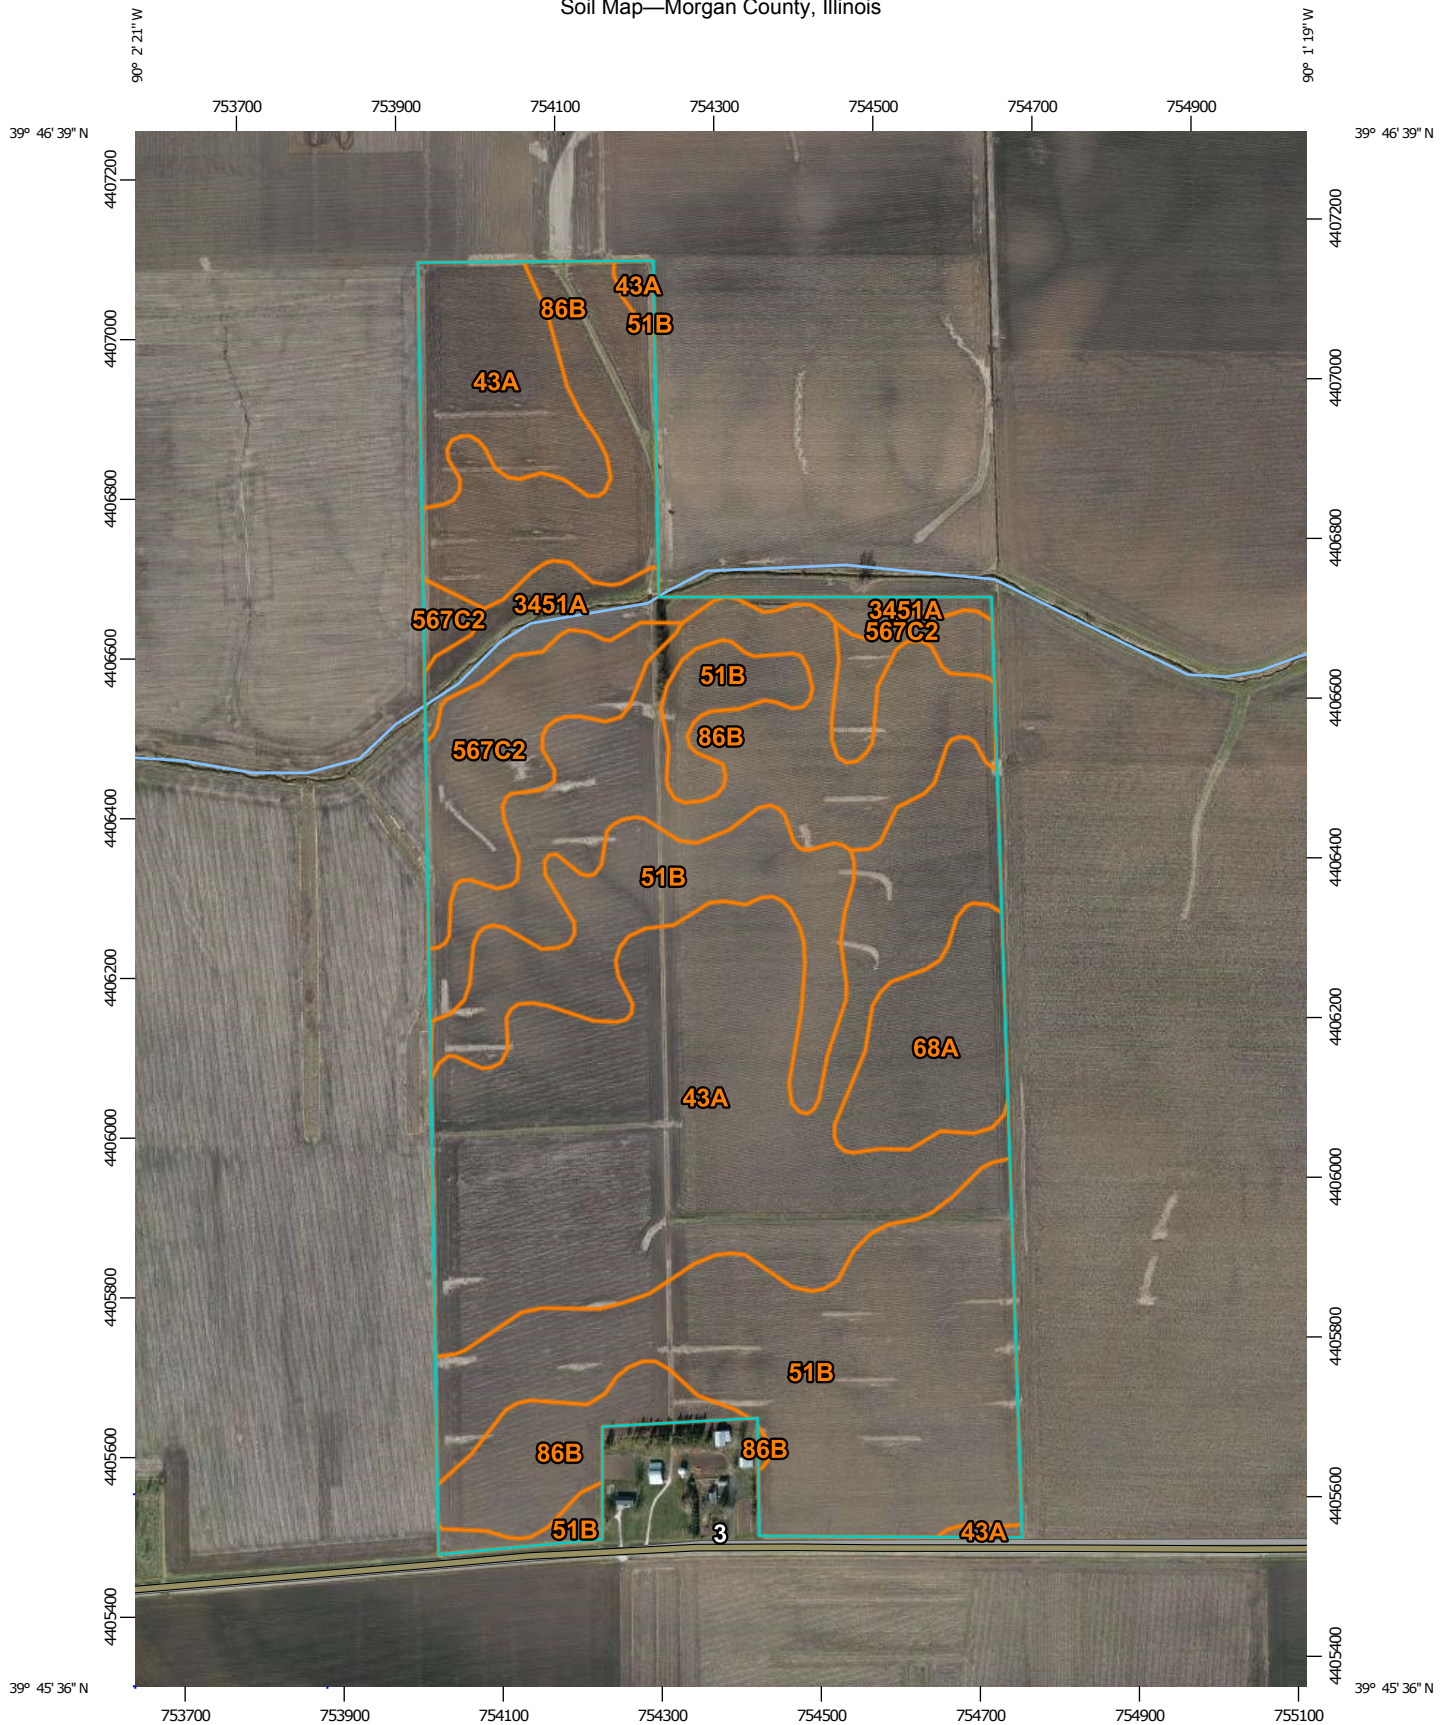 Soil Map—Morgan County, Illinois
90° 2' 21'' W
90° 1' 19'' W
753700 753900 754100 754300 754500 754700 754900
39° 46' 39'' N
39° 46' 39'' N
4407200
4407200
43A
86B
51B
4407000
4407000
43A
4406800
4406800
3451A
3451A
567C2
567C2
4406600
4406600
51B
86B
567C2
4406400
4406400
51B
4406200
4406200
68A
43A
4406000
4406000
4405800
4405800
51B
86B
86B
4405600
4405600
51B
3
43A
4405400
4405400
39° 45' 36'' N
39° 45' 36'' N
753700 753900 754100 754300 754500 754700 754900 755100